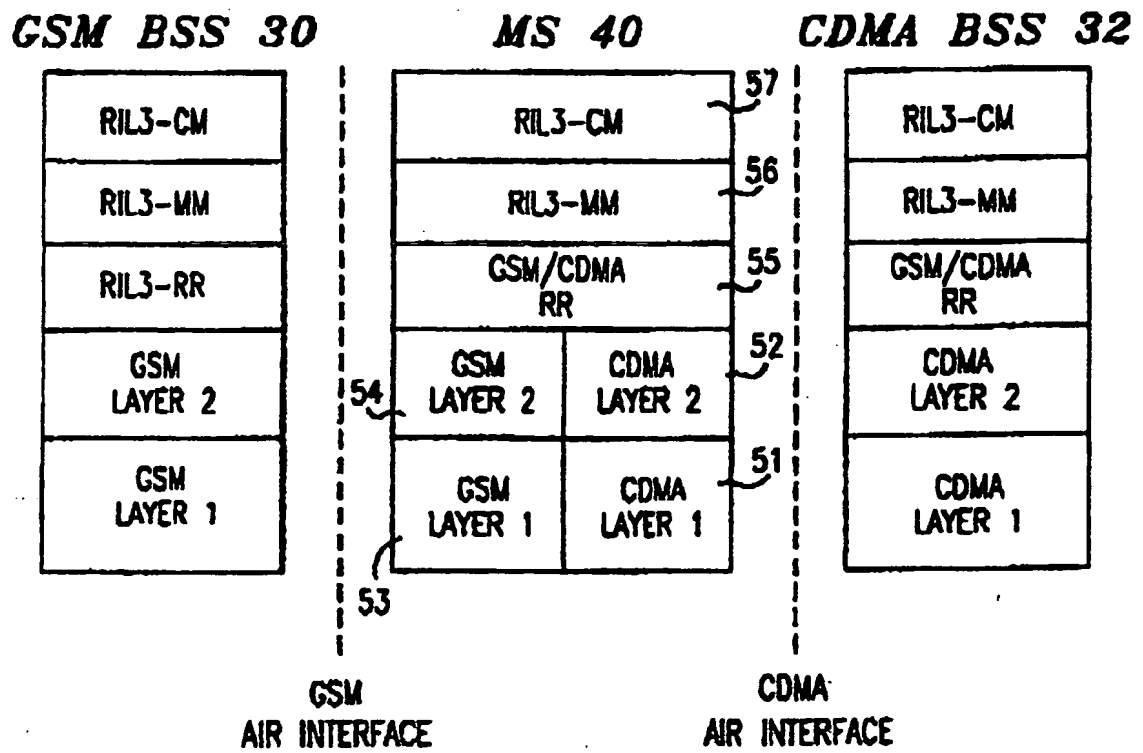 GSM BSS 30
MS 40
CDMA BSS 32
RIL3-CM
RIL3-MM
RIL3-RR
GSM
LAYER 2
GSM
LAYER 1
RIL3-CM
57
RIL3-MM
56
GSM/CDMA
RR
55
GSM
LAYER 2
54
CDMA
LAYER 2
52
GSM
LAYER 1
53
CDMA
LAYER 1
51
RIL3-CM
RIL3-MM
GSM/CDMA
RR
CDMA
LAYER 2
CDMA
LAYER 1
GSM
AIR INTERFACE
CDMA
AIR INTERFACE